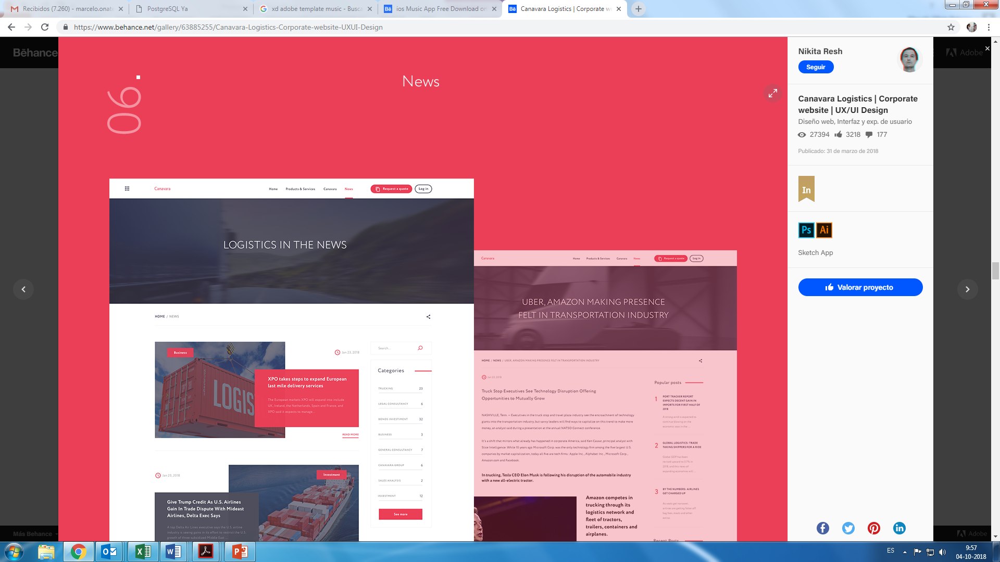 Recibidos (7.260) - marcelo.onate
PostgreSQL Ya
xd adobe template music - Busca
ios Music App Free Download on
Canavara Logistics | Corporate w
https://www.behance.net/gallery/63885255/Canavara-Logistics-Corporate-website-UXUI-Design
Bēhance
Adobe
06.
News
Nikita Resh
Seguir
Canavara Logistics | Corporate
website | UX/UI Design
Diseño web, Interfaz y exp. de usuario
27394 3218 177
Publicado: 31 de marzo de 2018
In
Ps Ai
Sketch App
Valorar proyecto
Canavara
Home Products & Services Canavara News
Request a quote Log in
LOGISTICS IN THE NEWS
HOME / NEWS
Business
Jan 23, 2018
LOGIS
XPO takes steps to expand European
last mile delivery services
The European markets XPO will expand into include
UK, Ireland, the Netherlands, Spain and France, and
XPO said it expects to manage...
READ MORE
Search...
Categories
TRUCKING 23
LEGAL CONSULTANCY 6
BONDS INVESTIMENT 32
BUSINESS 3
GENERAL CONSULTANCY 7
CANAVARA GROUP 6
SALES ANALYSIS 2
INVESTMENT 12
See more
Jan 23, 2018
Investment
Give Trump Credit As U.S. Airlines
Gain In Trade Dispute With Mideast
Airlines, Delta Exec Says
A top Delta Air Lines executive says the U.S. airline
industry is seeing gains in its effort to restrict the U.S.
growth of three subsidized Middle East ...
Canavara
Home Products & Services Canavara News
Request a quote Log in
UBER, AMAZON MAKING PRESENCE
FELT IN TRANSPORTATION INDUSTRY
HOME / NEWS / UBER, AMAZON MAKING PRESENCE FELT IN TRANSPORTATION INDUSTRY
Jan 23, 2018
Truck Stop Executives See Technology Disruption Offering
Opportunities to Mutually Grow
NASHVILLE, Tenn. — Executives in the truck stop and travel plaza industry see the encroachment of technology
giants into the transportation industry, but savvy leaders will find ways to capitalize on this trend to make more
money, an analyst said during a presentation at the annual NATSO Connect conference.
It's a shift that mirrors what already has happened in corporate America, said Ken Cassar, principal analyst with
Slice Intelligence. While 10 years ago Microsoft Corp. was the only technology firm among the five largest U.S.
companies by market capitalization, today all five are tech firms: Apple Inc., Alphabet Inc., Microsoft Corp.,
Amazon.com and Facebook.
In trucking, Tesla CEO Elon Musk is following his disruption of the automobile industry
with a new all-electric tractor.
Amazon competes in
trucking through its
logistics network and
fleet of tractors,
trailers, containers and
airplanes.
Popular posts
1 PORT TRACKER REPORT
EXPECTS DECENT GAIN IN
IMPORTS FOR FIRST HALF OF
2018
A strong wind is expected to
continue blowing on the
economic seas in the...
2 GLOBAL LOGISTICS: TRADE
TAKING SHIPPERS FOR A RIDE
Global GDP has been
revised upward to 3.7% in
2018, and this news of
expanding economies will...
3 BY THE NUMBERS: AIRLINES
GET CHARGED UP
As seats get narrower,
airlines are getting fatter off
bag fees, meals and other
extras
Recent Posts
Más Behance
Adobe
ES
9:57
04-10-2018